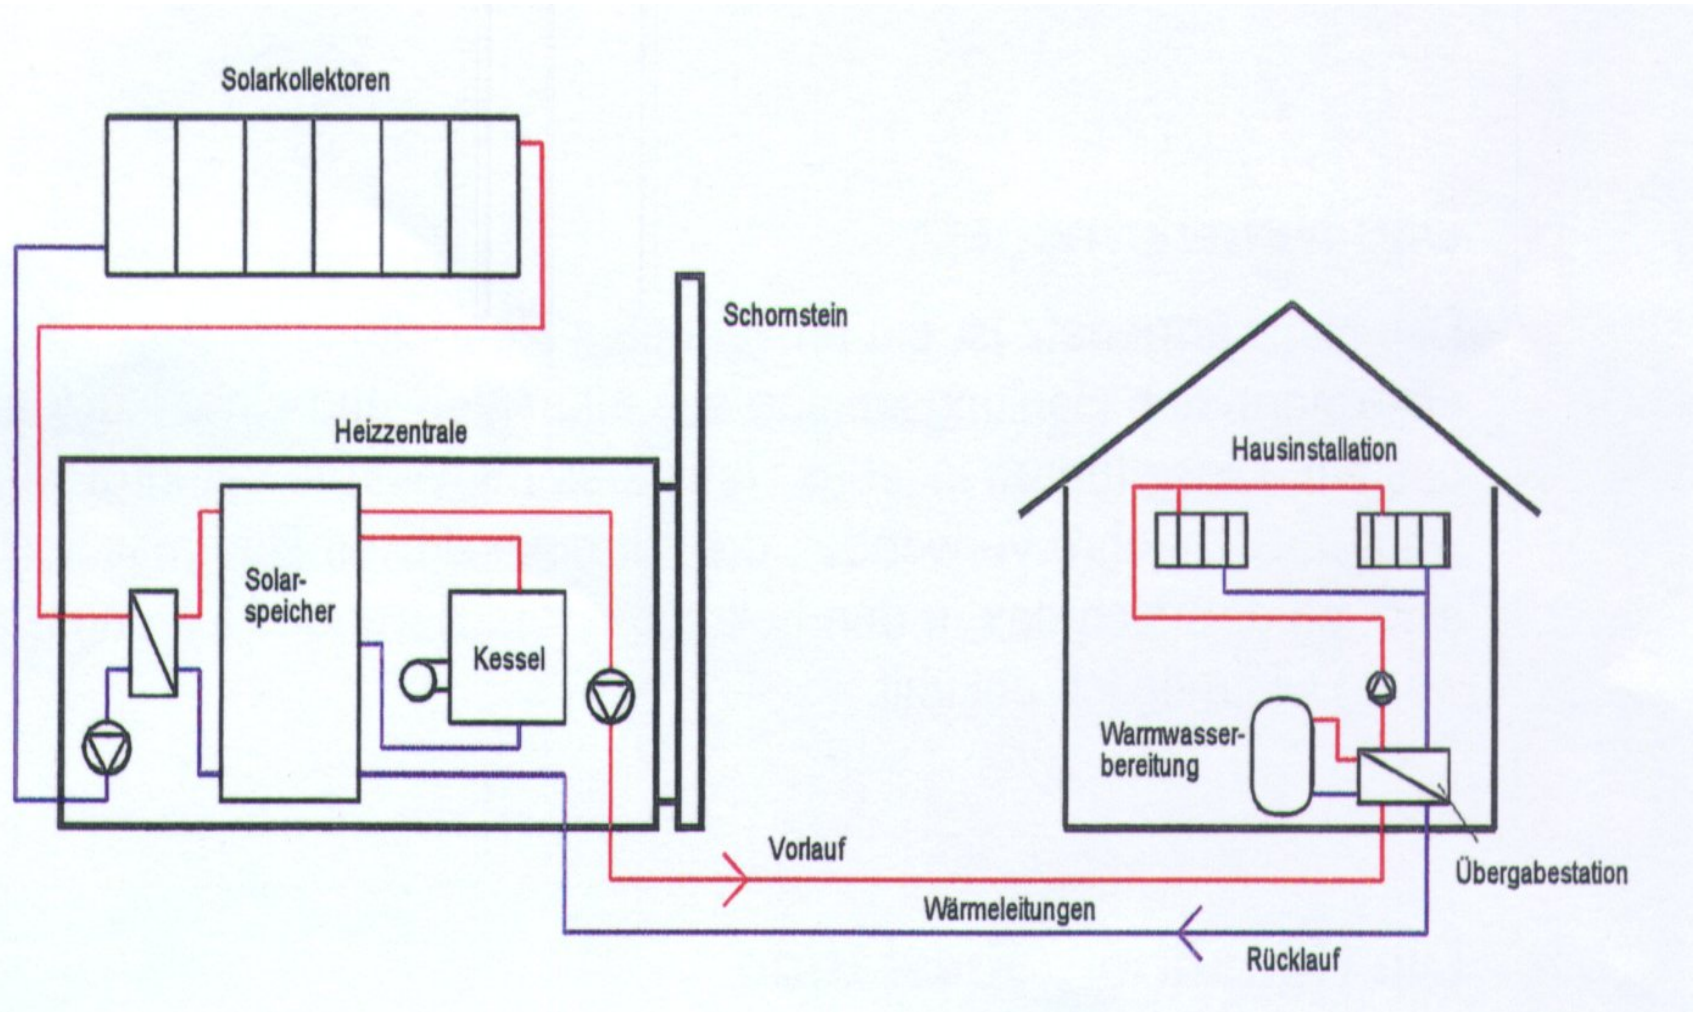 Solarkollektoren
Schornstein
Heizzentrale
Hausinstallation
Solar-
speicher
Kessel
Warmwasser-
bereitung
Vorlauf
Übergabestation
Wärmeleitungen
Rücklauf